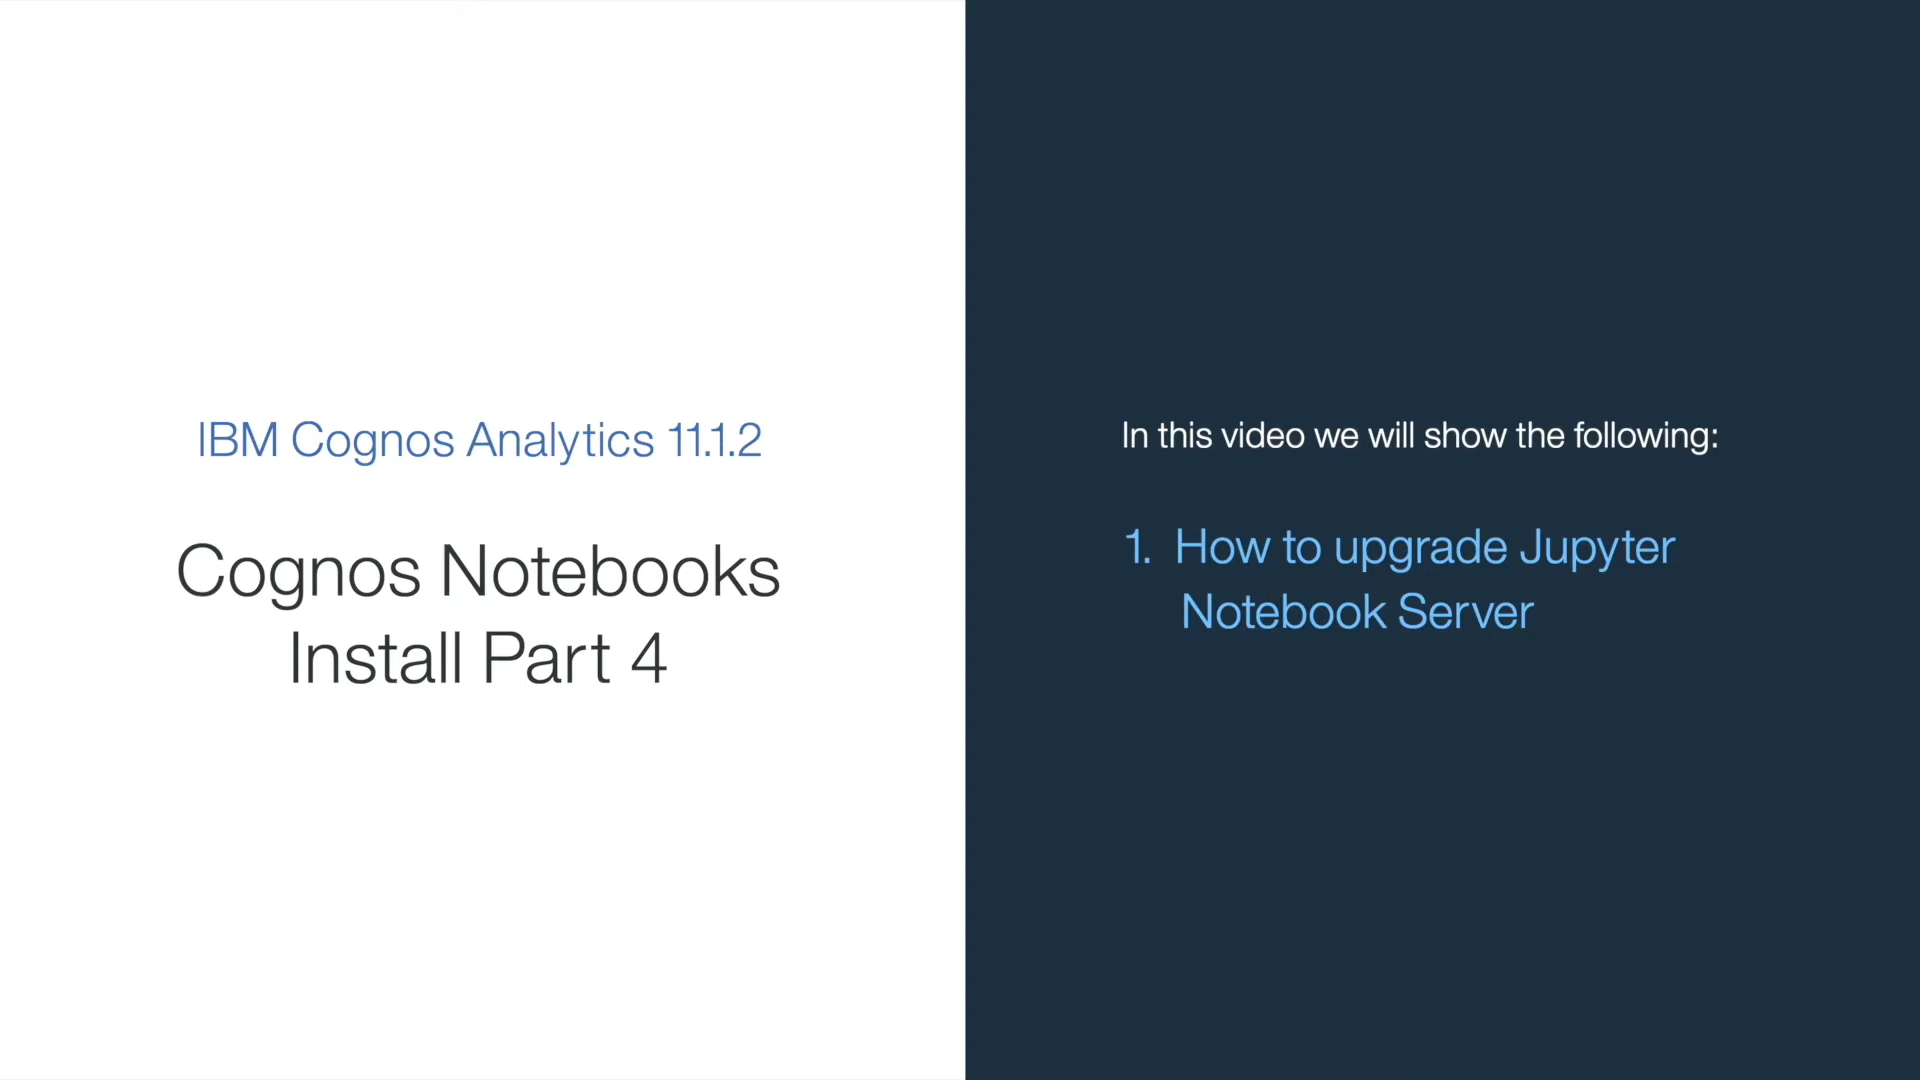 IBM Cognos Analytics 11.1.2
Cognos Notebooks
Install Part 4
In this video we will show the following:
1. How to upgrade Jupyter
Notebook Server